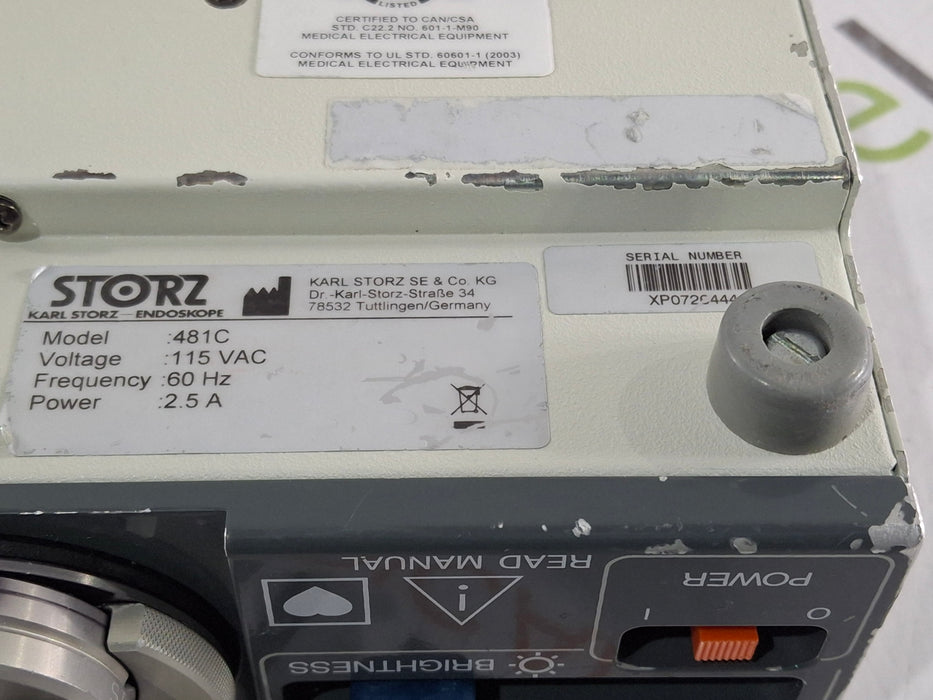 LISTED
CERTIFIED TO CAN/CSA
STD. C22.2 NO. 601-1-M90
MEDICAL ELECTRICAL EQUIPMENT
CONFORMS TO UL STD. 60601-1 (2003)
MEDICAL ELECTRICAL EQUIPMENT
STORZ
KARL STORZ—ENDOSKOPE
KARL STORZ SE & Co. KG
Dr.-Karl-Storz-Straße 34
78532 Tuttlingen/Germany
Model :481C
Voltage :115 VAC
Frequency :60 Hz
Power :2.5 A
SERIAL NUMBER
READ MANUAL
POWER
I O
BRIGHTNESS